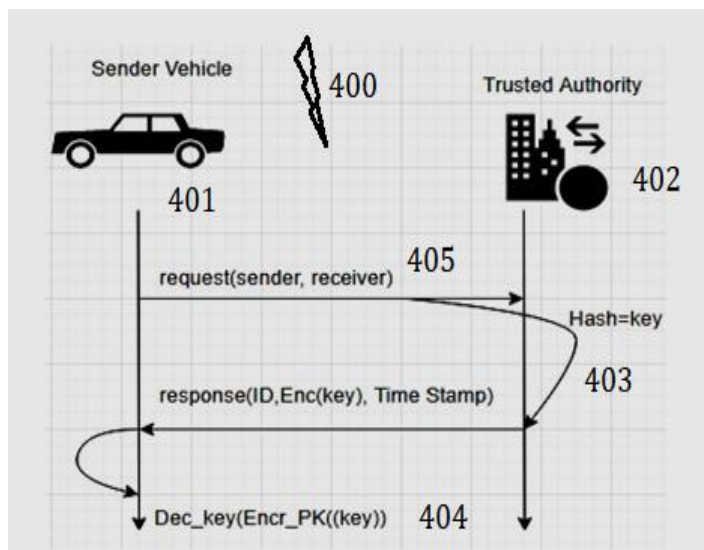 Sender Vehicle
400
Trusted Authority
401
402
405
request(sender, receiver)
Hash=key
403
response(ID,Enc(key), Time Stamp)
Dec_key(Encr_PK((key))
404